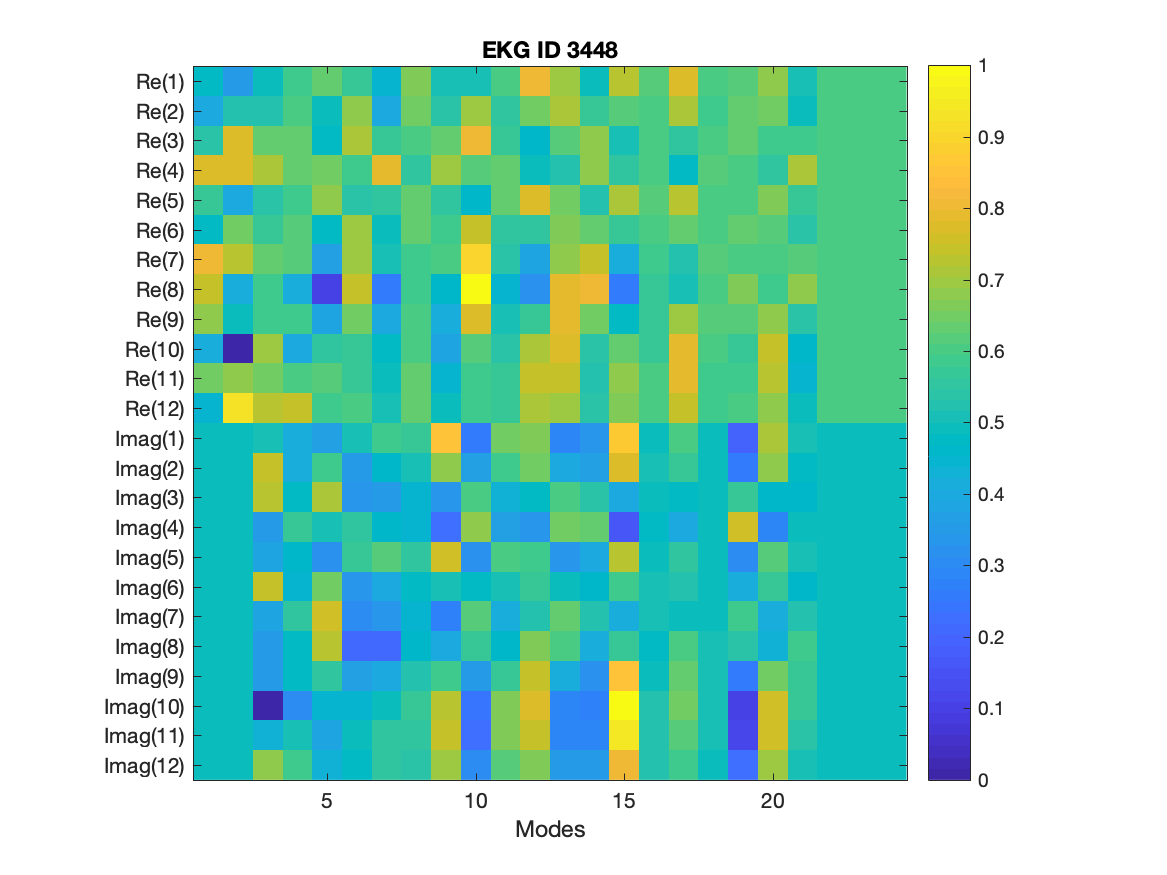 EKG ID 3448
Re(1)
Re(2)
Re(3)
Re(4)
Re(5)
Re(6)
Re(7)
Re(8)
Re(9)
Re(10)
Re(11)
Re(12)
Imag(1)
Imag(2)
Imag(3)
Imag(4)
Imag(5)
Imag(6)
Imag(7)
Imag(8)
Imag(9)
Imag(10)
Imag(11)
Imag(12)
5 10 15 20
Modes
1
0.9
0.8
0.7
0.6
0.5
0.4
0.3
0.2
0.1
0